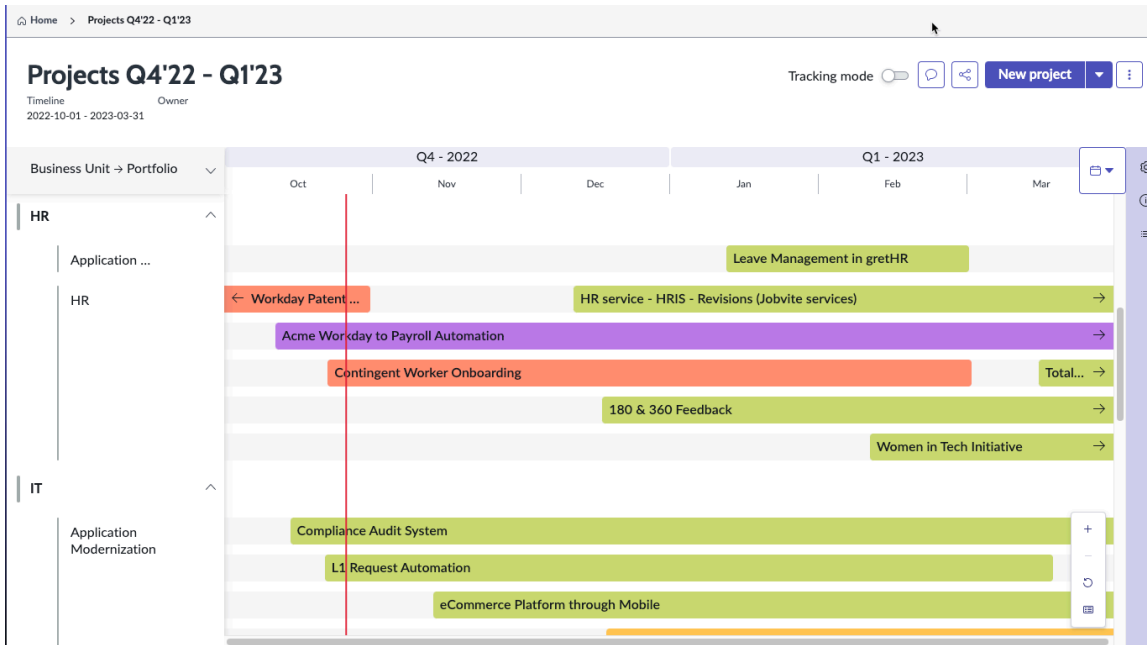 Home > Projects Q4'22 - Q1'23
Projects Q4'22 - Q1'23
Tracking mode
New project
Timeline
Owner
2022-10-01 - 2023-03-31
Business Unit → Portfolio
Q4 - 2022
Q1 - 2023
Oct
Nov
Dec
Jan
Feb
Mar
HR
Application ...
Leave Management in gretHR
HR
← Workday Patent ...
HR service - HRIS - Revisions (Jobvite services) →
Acme Workday to Payroll Automation →
Contingent Worker Onboarding
Total... →
180 & 360 Feedback →
Women in Tech Initiative →
IT
Application
Modernization
Compliance Audit System
L1 Request Automation
eCommerce Platform through Mobile